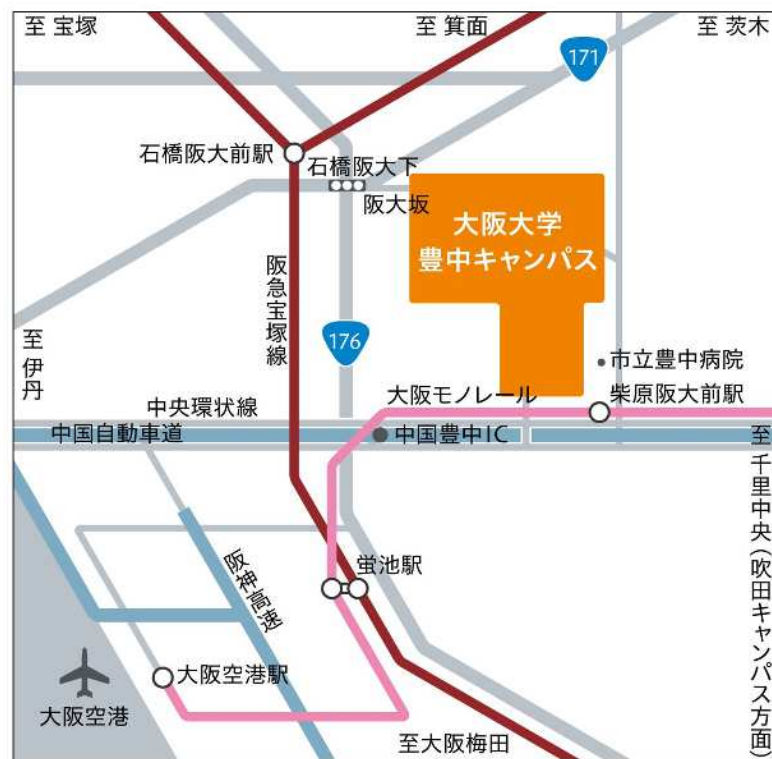 至 宝塚
至 箕面
至 茨木
171
石橋阪大前駅
石橋阪大下
阪大坂
大阪大学
豊中キャンパス
阪急宝塚線
176
至 伊丹
市立豊中病院
大阪モノレール
柴原阪大前駅
中央環状線
中国自動車道
中国豊中IC
至 千里中央(吹田キャンパス方面)
阪神高速
蛍池駅
大阪空港駅
大阪空港
至大阪梅田